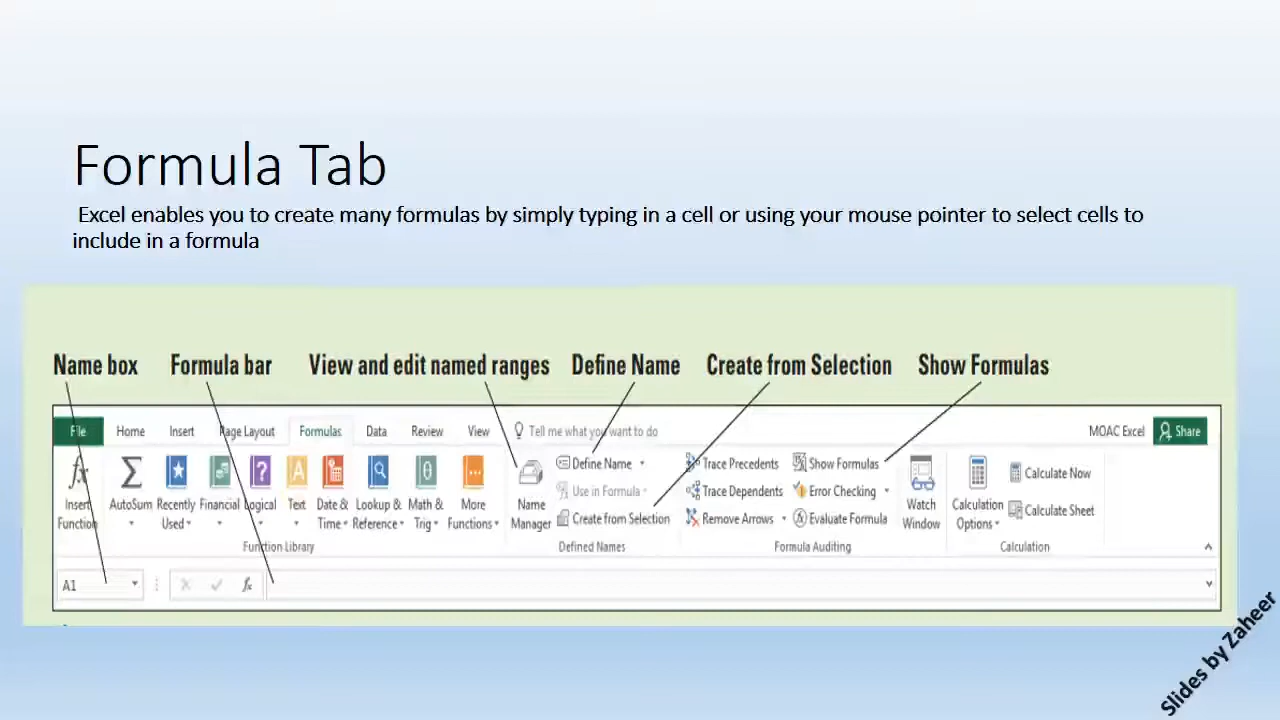 Formula Tab
Excel enables you to create many formulas by simply typing in a cell or using your mouse pointer to select cells to
include in a formula
Name box Formula bar View and edit named ranges Define Name Create from Selection Show Formulas
File Home Insert Page Layout Formulas Data Review View Tell me what you want to do MOAC Excel Share
Insert Function
AutoSum
Recently Used
Financial
Logical
Text
Date & Time
Lookup & Reference
Math & Trig
More Functions
Function Library
Name Manager
Define Name
Use in Formula
Create from Selection
Defined Names
Trace Precedents
Trace Dependents
Remove Arrows
Show Formulas
Error Checking
Evaluate Formula
Formula Auditing
Watch Window
Calculation Options
Calculate Now
Calculate Sheet
Calculation
A1
fx
Slides by Zaheer